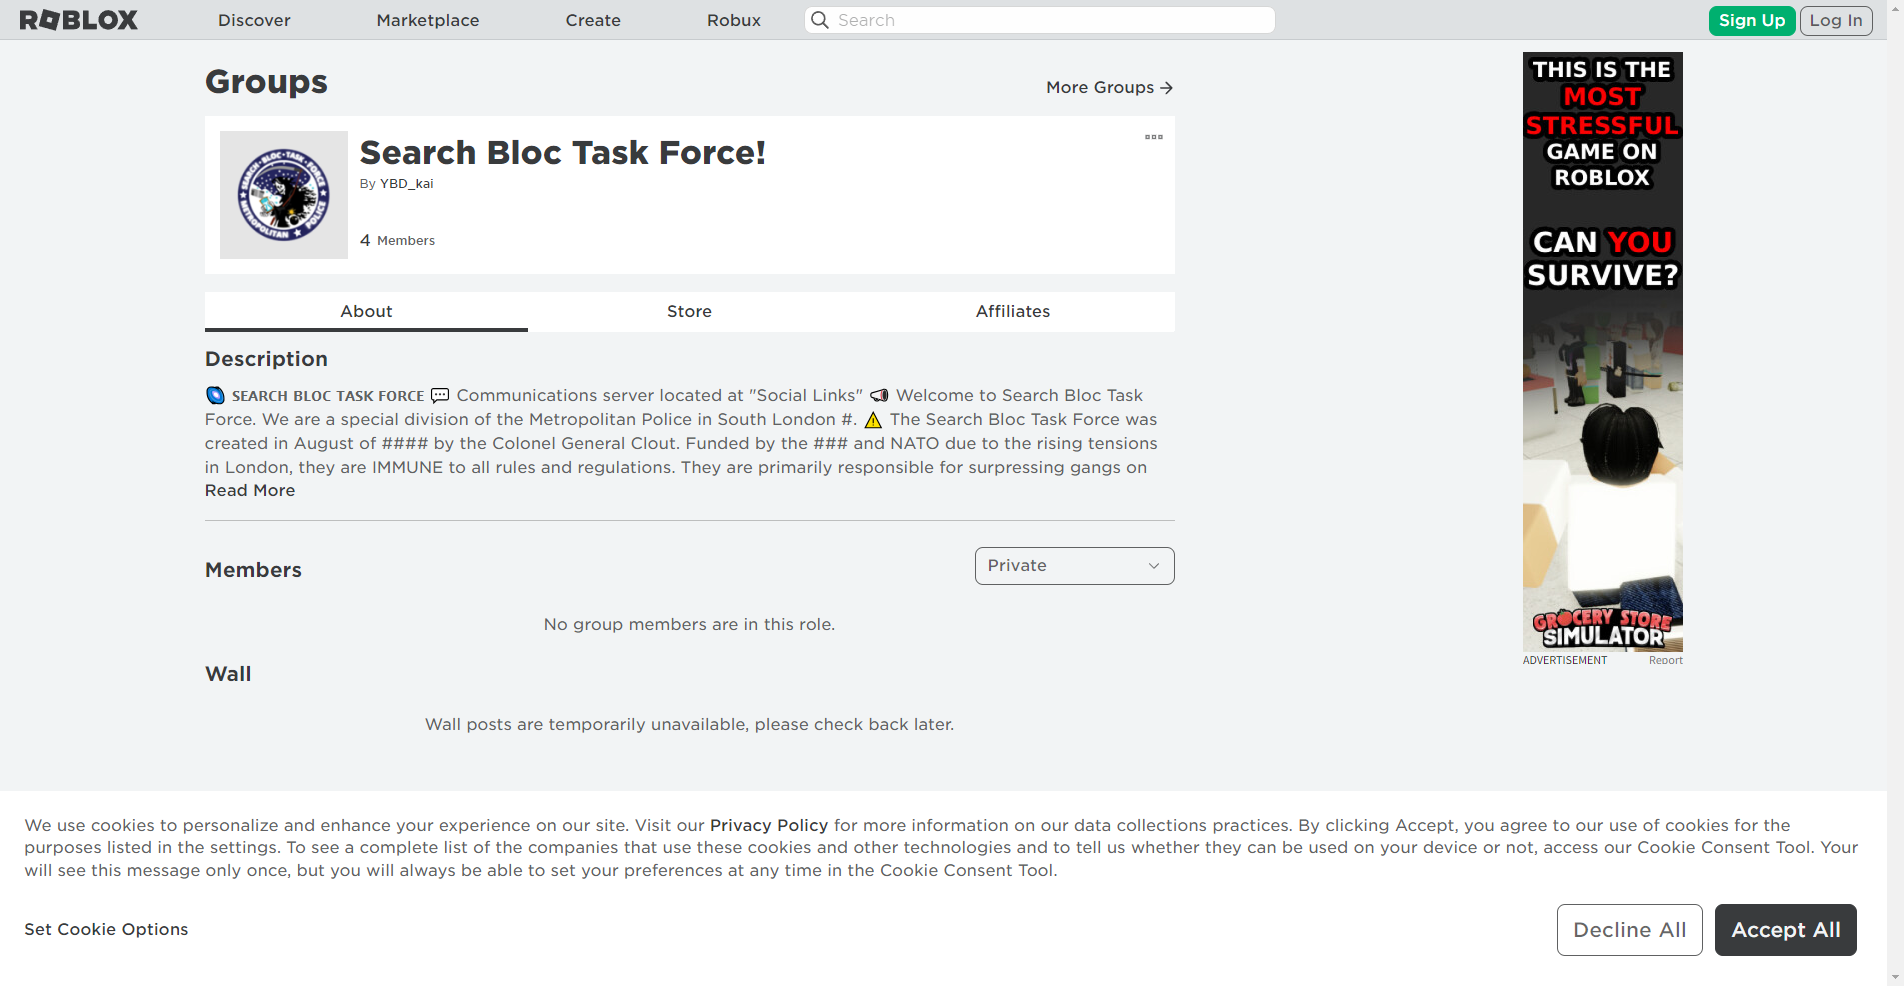 ROBLOX
Discover
Marketplace
Create
Robux
Search
Sign Up
Log In
Groups
More Groups →
Search Bloc Task Force!
By YBD_kai
4 Members
SEARCH · BLOC · TASK · FORCE
METROPOLITAN ★ POLICE
About
Store
Affiliates
Description
SEARCH BLOC TASK FORCE 💬 Communications server located at "Social Links" 📢 Welcome to Search Bloc Task
Force. We are a special division of the Metropolitan Police in South London #. ⚠ The Search Bloc Task Force was
created in August of #### by the Colonel General Clout. Funded by the ### and NATO due to the rising tensions
in London, they are IMMUNE to all rules and regulations. They are primarily responsible for surpressing gangs on
Read More
Members
Private
No group members are in this role.
Wall
Wall posts are temporarily unavailable, please check back later.
THIS IS THE
MOST
STRESSFUL
GAME ON
ROBLOX
CAN YOU
SURVIVE?
GROCERY STORE
SIMULATOR
ADVERTISEMENT
Report
We use cookies to personalize and enhance your experience on our site. Visit our Privacy Policy for more information on our data collections practices. By clicking Accept, you agree to our use of cookies for the
purposes listed in the settings. To see a complete list of the companies that use these cookies and other technologies and to tell us whether they can be used on your device or not, access our Cookie Consent Tool. Your
will see this message only once, but you will always be able to set your preferences at any time in the Cookie Consent Tool.
Set Cookie Options
Decline All
Accept All